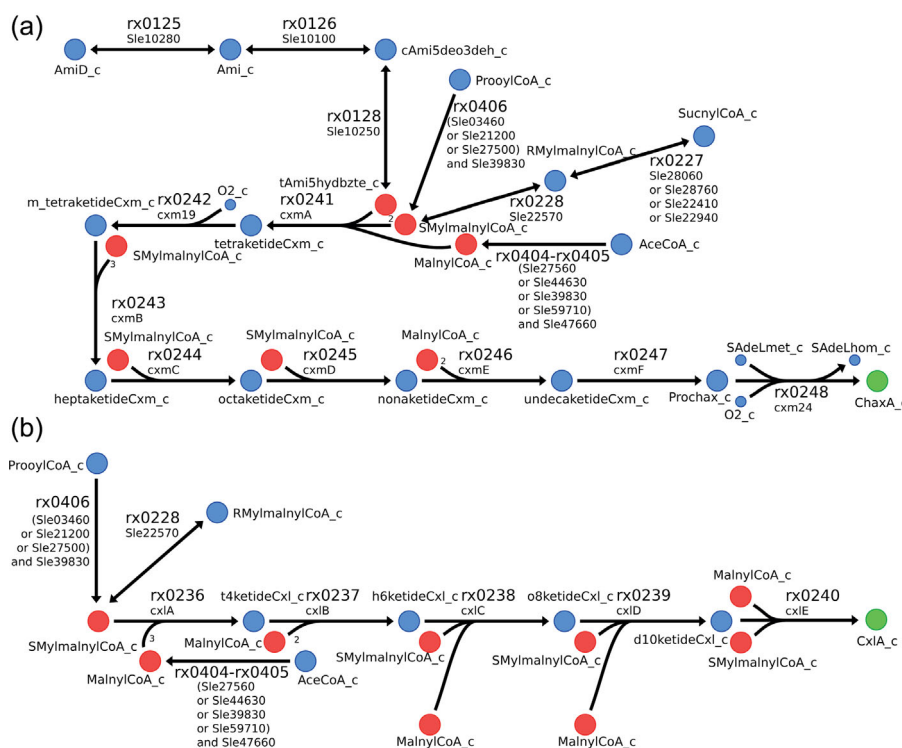 (a)
rx0125
Sle10280
rx0126
Sle10100
AmiD_c
Ami_c
cAmi5deo3deh_c
ProoylCoA_c
rx0128
Sle10250
rx0406
(Sle03460
or Sle21200
or Sle27500)
and Sle39830
SucnylCoA_c
RMylmalnylCoA_c
rx0227
Sle28060
or Sle28760
or Sle22410
or Sle22940
rx0228
Sle22570
tAmi5hydbzte_c
2
SMylmalnylCoA_c
rx0241
cxmA
rx0242
cxm19
O2_c
m_tetraketideCxm_c
tetraketideCxm_c
MalnylCoA_c
AceCoA_c
rx0404-rx0405
(Sle27560
or Sle44630
or Sle39830
or Sle59710)
and Sle47660
SMylmalnylCoA_c
3
rx0243
cxmB
SMylmalnylCoA_c
rx0244
cxmC
SMylmalnylCoA_c
rx0245
cxmD
MalnylCoA_c
2
rx0246
cxmE
rx0247
cxmF
SAdeLmet_c
SAdeLhom_c
rx0248
cxm24
heptaketideCxm_c
octaketideCxm_c
nonaketideCxm_c
undecaketideCxm_c
Prochax_c
O2_c
ChaxA_c
(b)
ProoylCoA_c
rx0406
(Sle03460
or Sle21200
or Sle27500)
and Sle39830
rx0228
Sle22570
RMylmalnylCoA_c
rx0236
cxlA
t4ketideCxl_c
rx0237
cxlB
h6ketideCxl_c
rx0238
cxlC
o8ketideCxl_c
rx0239
cxlD
MalnylCoA_c
rx0240
cxlE
SMylmalnylCoA_c
3
MalnylCoA_c
2
SMylmalnylCoA_c
SMylmalnylCoA_c
d10ketideCxl_c
SMylmalnylCoA_c
CxlA_c
MalnylCoA_c
rx0404-rx0405
(Sle27560
or Sle44630
or Sle39830
or Sle59710)
and Sle47660
AceCoA_c
MalnylCoA_c
MalnylCoA_c